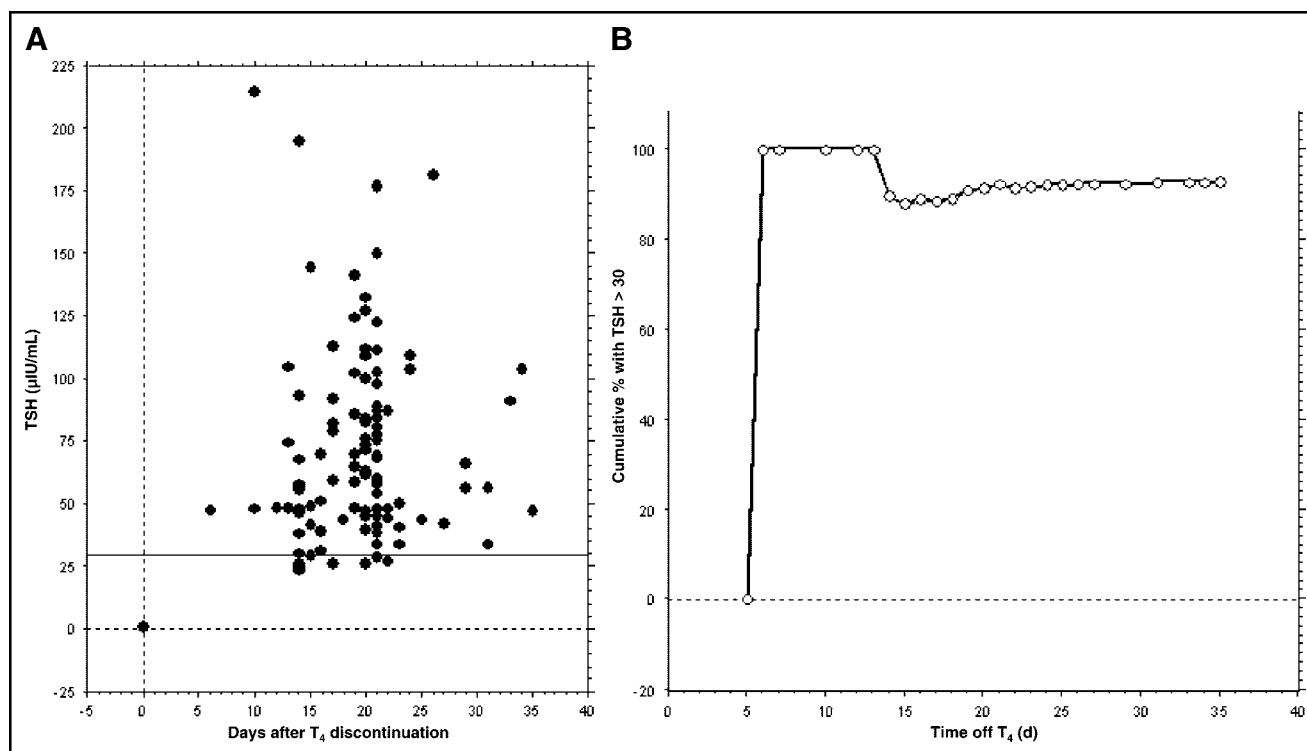 A
B
225
200
175
150
125
100
75
50
25
0
-25
TSH (µIU/mL)
-5 0 5 10 15 20 25 30 35 40
Days after T₄ discontinuation
100
80
60
40
20
0
-20
Cumulative % with TSH > 30
0 5 10 15 20 25 30 35 40
Time off T₄ (d)